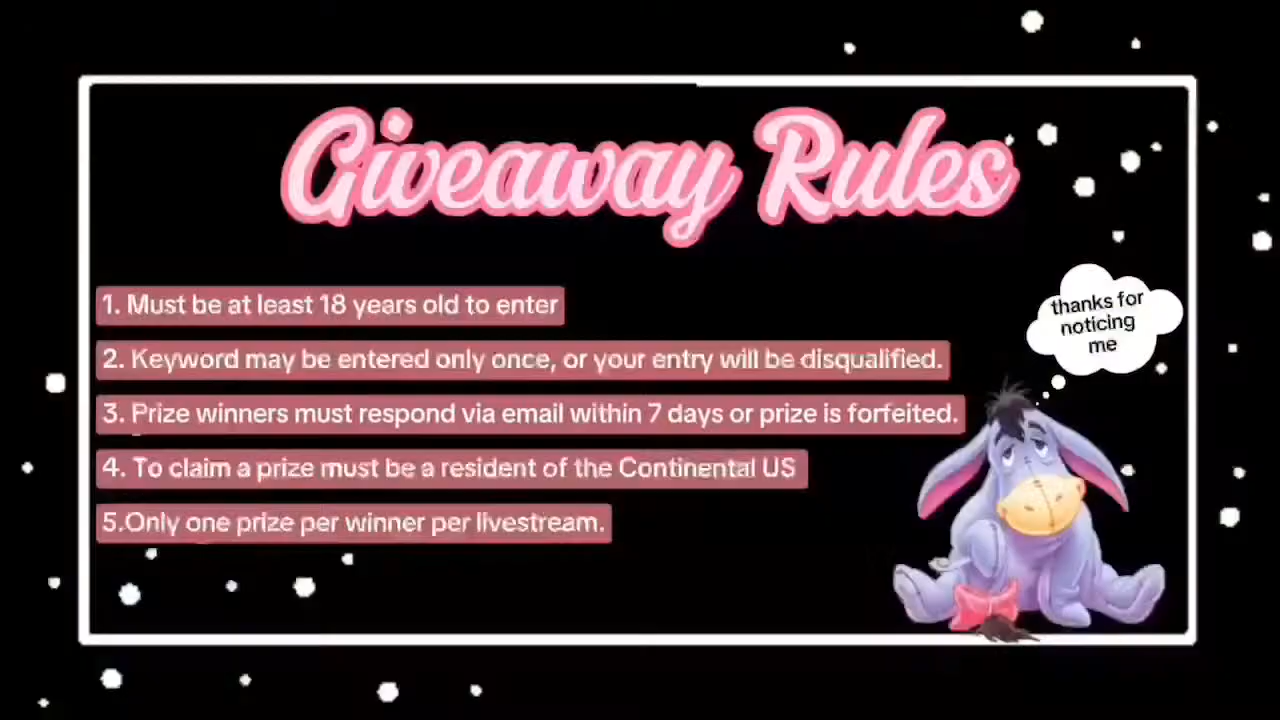 Giveaway Rules
1. Must be at least 18 years old to enter
2. Keyword may be entered only once, or your entry will be disqualified.
3. Prize winners must respond via email within 7 days or prize is forfeited.
4. To claim a prize must be a resident of the Continental US
5.Only one prize per winner per livestream.
thanks for
noticing
me